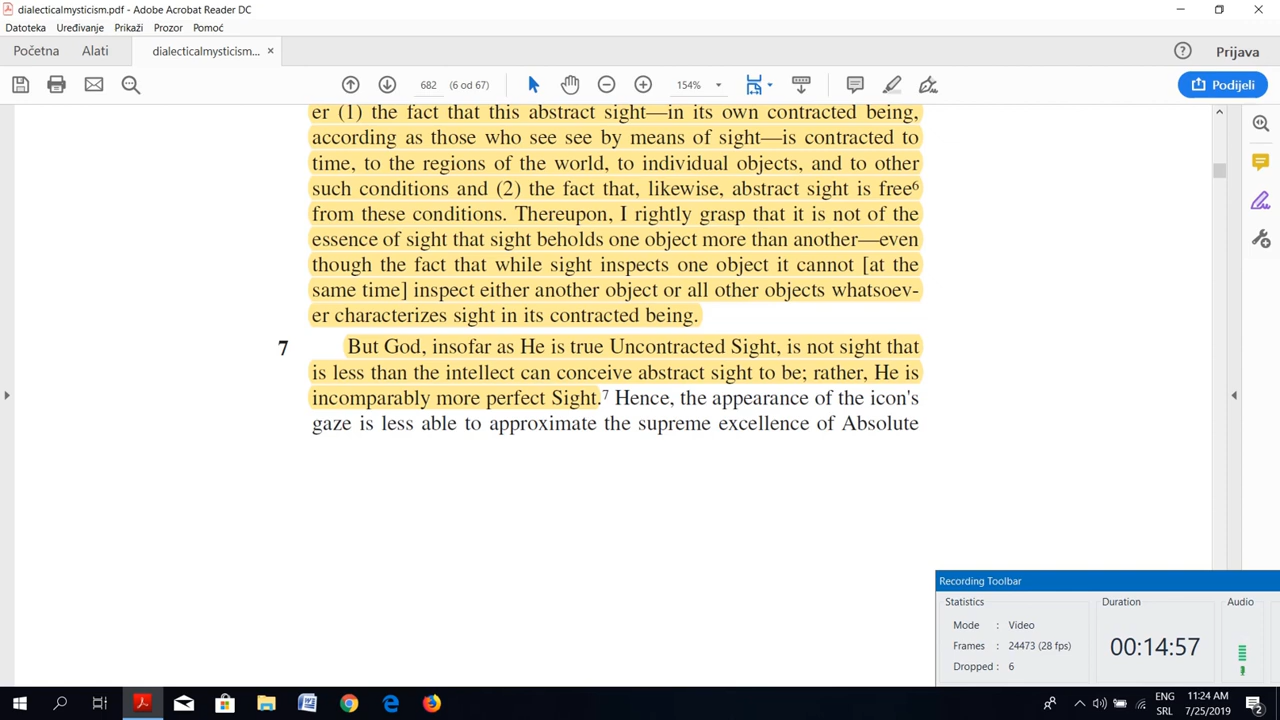 dialecticalmysticism.pdf - Adobe Acrobat Reader DC
Datoteka Uređivanje Prikaži Prozor Pomoć
Početna Alati dialecticalmysticism... × Prijava
682 (6 od 67) 154% Podijeli
er (1) the fact that this abstract sight—in its own contracted being,
according as those who see see by means of sight—is contracted to
time, to the regions of the world, to individual objects, and to other
such conditions and (2) the fact that, likewise, abstract sight is free⁶
from these conditions. Thereupon, I rightly grasp that it is not of the
essence of sight that sight beholds one object more than another—even
though the fact that while sight inspects one object it cannot [at the
same time] inspect either another object or all other objects whatsoev-
er characterizes sight in its contracted being.
7 But God, insofar as He is true Uncontracted Sight, is not sight that
is less than the intellect can conceive abstract sight to be; rather, He is
incomparably more perfect Sight.⁷ Hence, the appearance of the icon's
gaze is less able to approximate the supreme excellence of Absolute
Recording Toolbar
Statistics Duration Audio
Mode : Video
Frames : 24473 (28 fps)
Dropped : 6
00:14:57
ENG 11:24 AM
SRL 7/25/2019 2